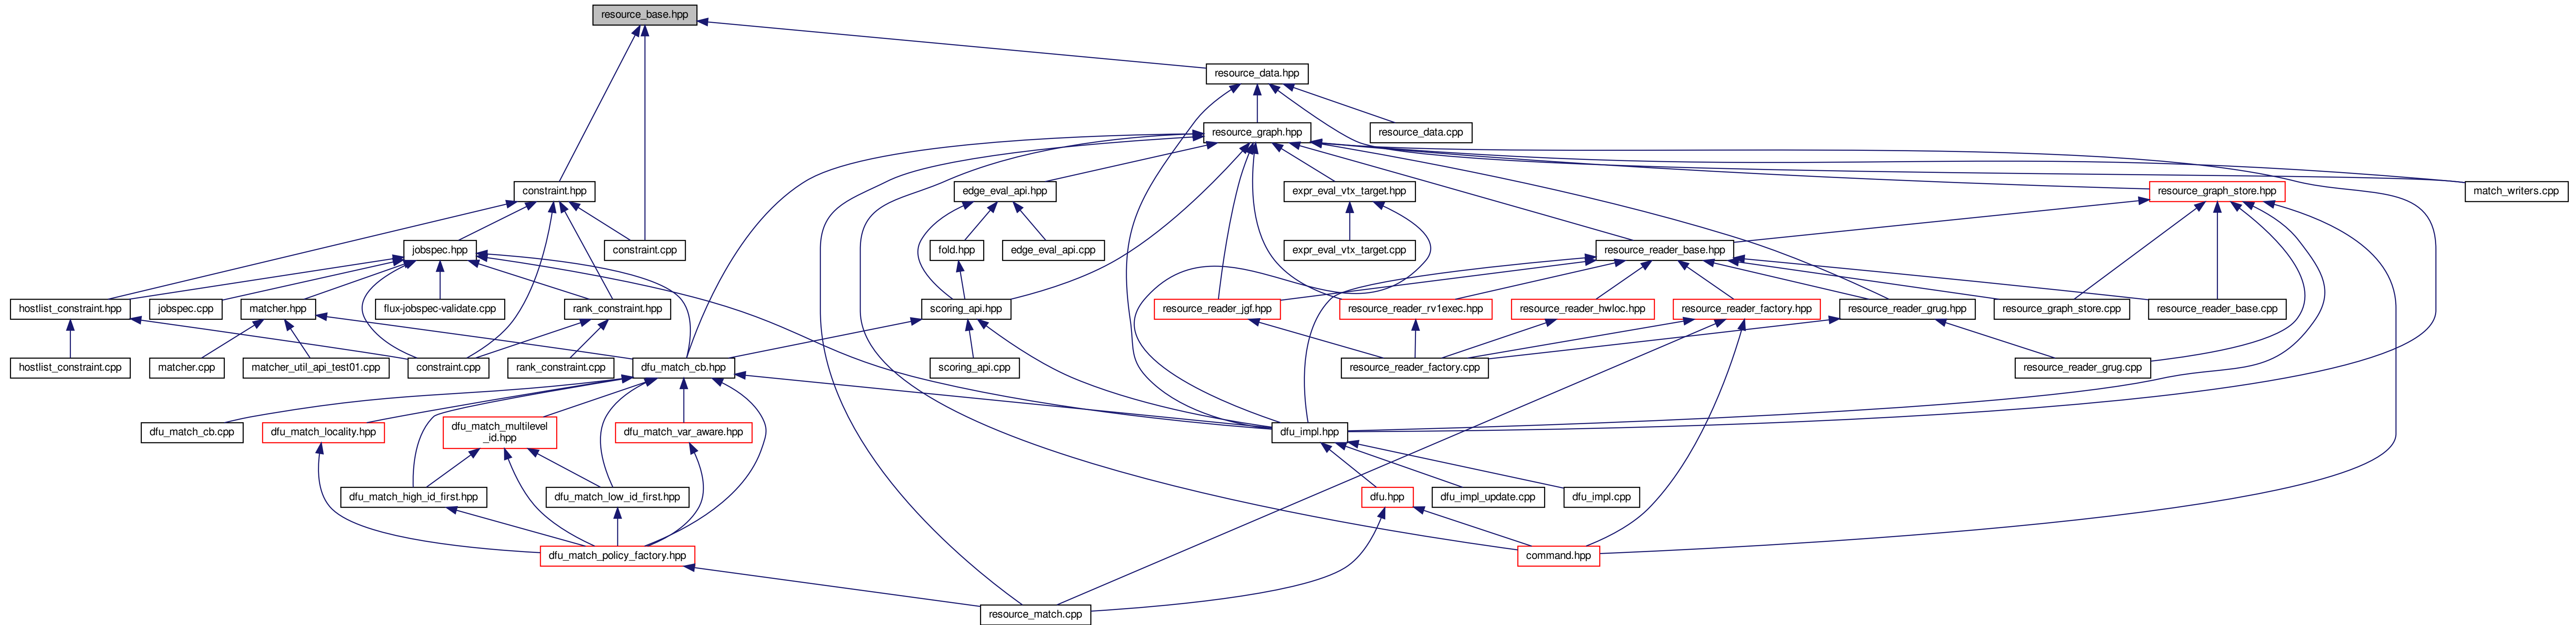 resource_base.hpp
resource_data.hpp
resource_graph.hpp
resource_data.cpp
constraint.hpp
edge_eval_api.hpp
expr_eval_vtx_target.hpp
resource_graph_store.hpp
match_writers.cpp
jobspec.hpp
constraint.cpp
fold.hpp
edge_eval_api.cpp
expr_eval_vtx_target.cpp
resource_reader_base.hpp
hostlist_constraint.hpp
jobspec.cpp
matcher.hpp
flux-jobspec-validate.cpp
rank_constraint.hpp
scoring_api.hpp
resource_reader_jgf.hpp
resource_reader_rv1exec.hpp
resource_reader_hwloc.hpp
resource_reader_factory.hpp
resource_reader_grug.hpp
resource_graph_store.cpp
resource_reader_base.cpp
hostlist_constraint.cpp
matcher.cpp
matcher_util_api_test01.cpp
constraint.cpp
rank_constraint.cpp
dfu_match_cb.hpp
scoring_api.cpp
resource_reader_factory.cpp
resource_reader_grug.cpp
dfu_match_cb.cpp
dfu_match_locality.hpp
dfu_match_multilevel
_id.hpp
dfu_match_var_aware.hpp
dfu_impl.hpp
dfu_match_high_id_first.hpp
dfu_match_low_id_first.hpp
dfu.hpp
dfu_impl_update.cpp
dfu_impl.cpp
dfu_match_policy_factory.hpp
command.hpp
resource_match.cpp